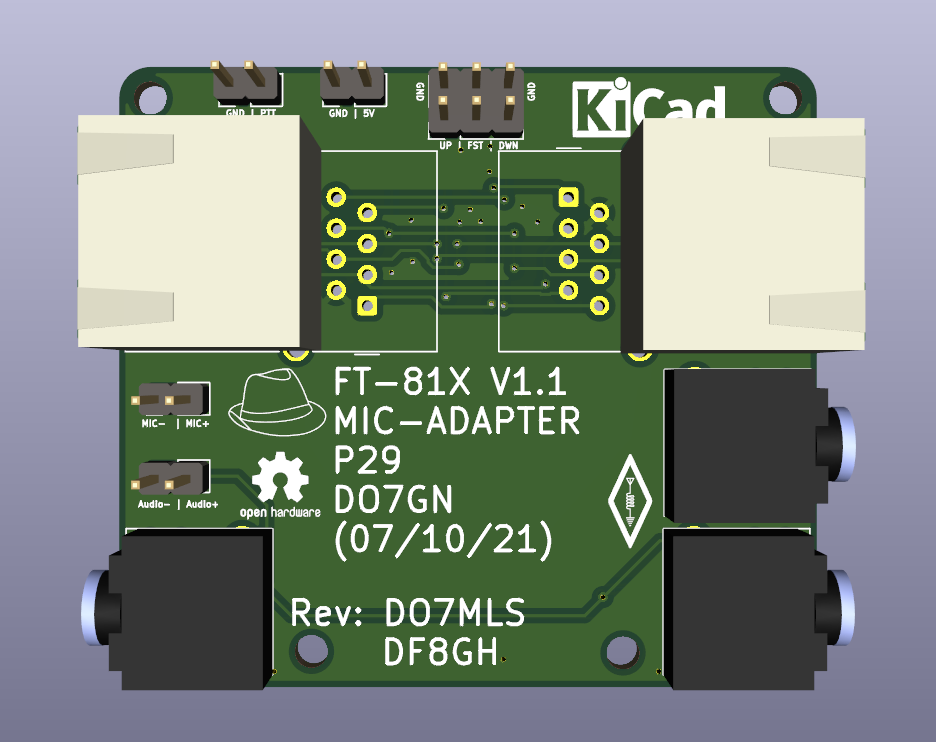 GND | PTT
GND | 5V
GND
GND
UP | FST | DWN
KiCad
FT-81X V1.1
MIC-ADAPTER
P29
DO7GN
(07/10/21)
MIC- | MIC+
Audio- | Audio+
open hardware
Rev: DO7MLS
DF8GH